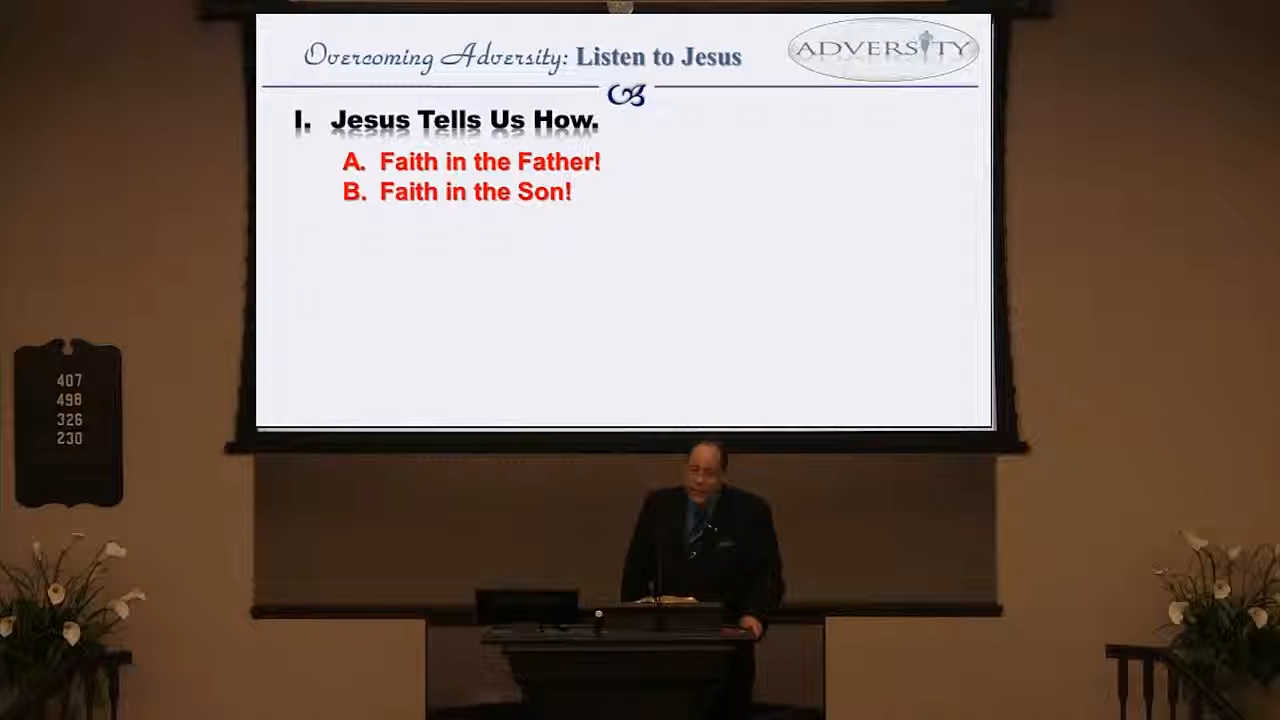 Overcoming Adversity: Listen to Jesus
ADVERSITY
I. Jesus Tells Us How.
A. Faith in the Father!
B. Faith in the Son!
407
498
326
230